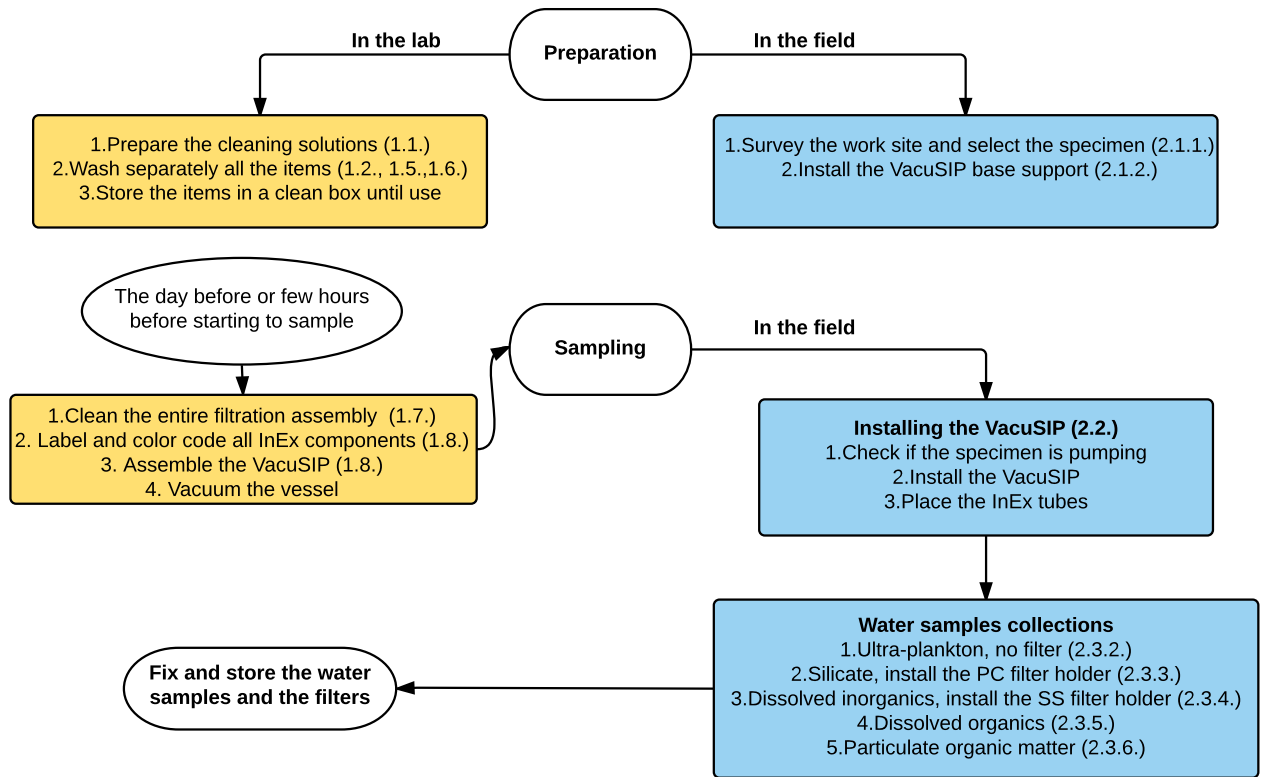 In the lab
Preparation
In the field
1.Prepare the cleaning solutions (1.1.)
2.Wash separately all the items (1.2., 1.5.,1.6.)
3.Store the items in a clean box until use
1.Survey the work site and select the specimen (2.1.1.)
2.Install the VacuSIP base support (2.1.2.)
The day before or few hours
before starting to sample
1.Clean the entire filtration assembly  (1.7.)
2. Label and color code all InEx components (1.8.)
3. Assemble the VacuSIP (1.8.)
4. Vacuum the vessel
Sampling
In the field
Installing the VacuSIP (2.2.)
1.Check if the specimen is pumping
2.Install the VacuSIP
3.Place the InEx tubes
Water samples collections
1.Ultra-plankton, no filter (2.3.2.)
2.Silicate, install the PC filter holder (2.3.3.)
3.Dissolved inorganics, install the SS filter holder (2.3.4.)
4.Dissolved organics (2.3.5.)
5.Particulate organic matter (2.3.6.)
Fix and store the water
samples and the filters